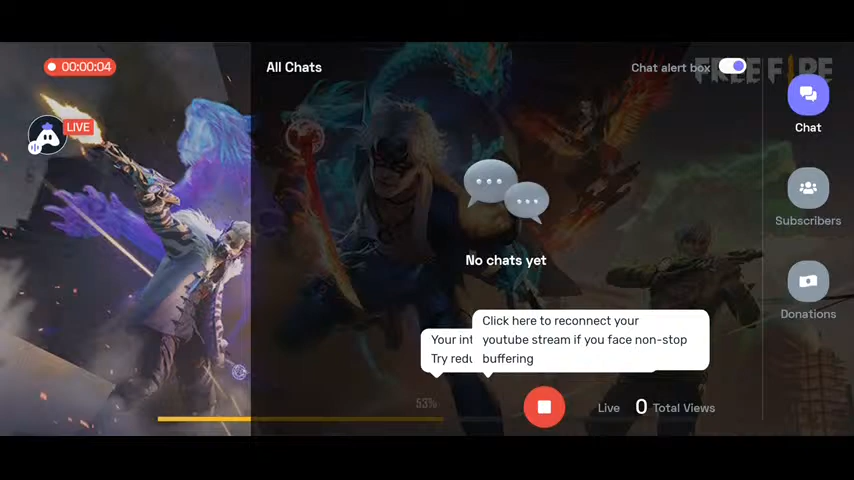 00:00:04
All Chats
Chat alert box
FREE FIRE
LIVE
Chat
Subscribers
No chats yet
Donations
Click here to reconnect your
youtube stream if you face non-stop
buffering
Your int
Try redu
53%
Live
0 Total Views